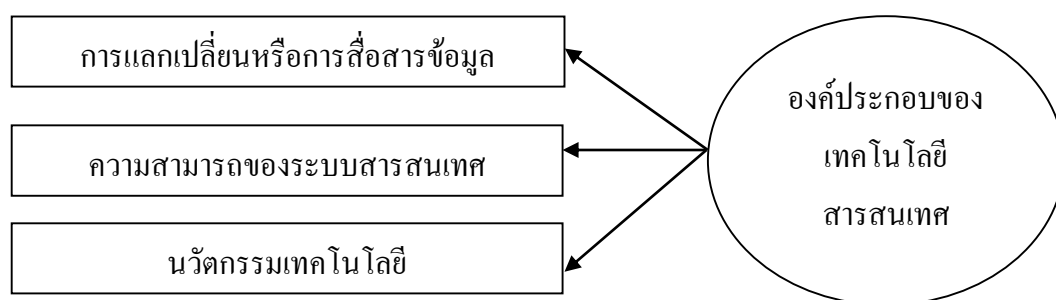 การแลกเปลี่ยนหรือการสื่อสารข้อมูล
ความสามารถของระบบสารสนเทศ
นวัตกรรมเทคโนโลยี
องค์ประกอบของ
เทคโนโลยี
สารสนเทศ